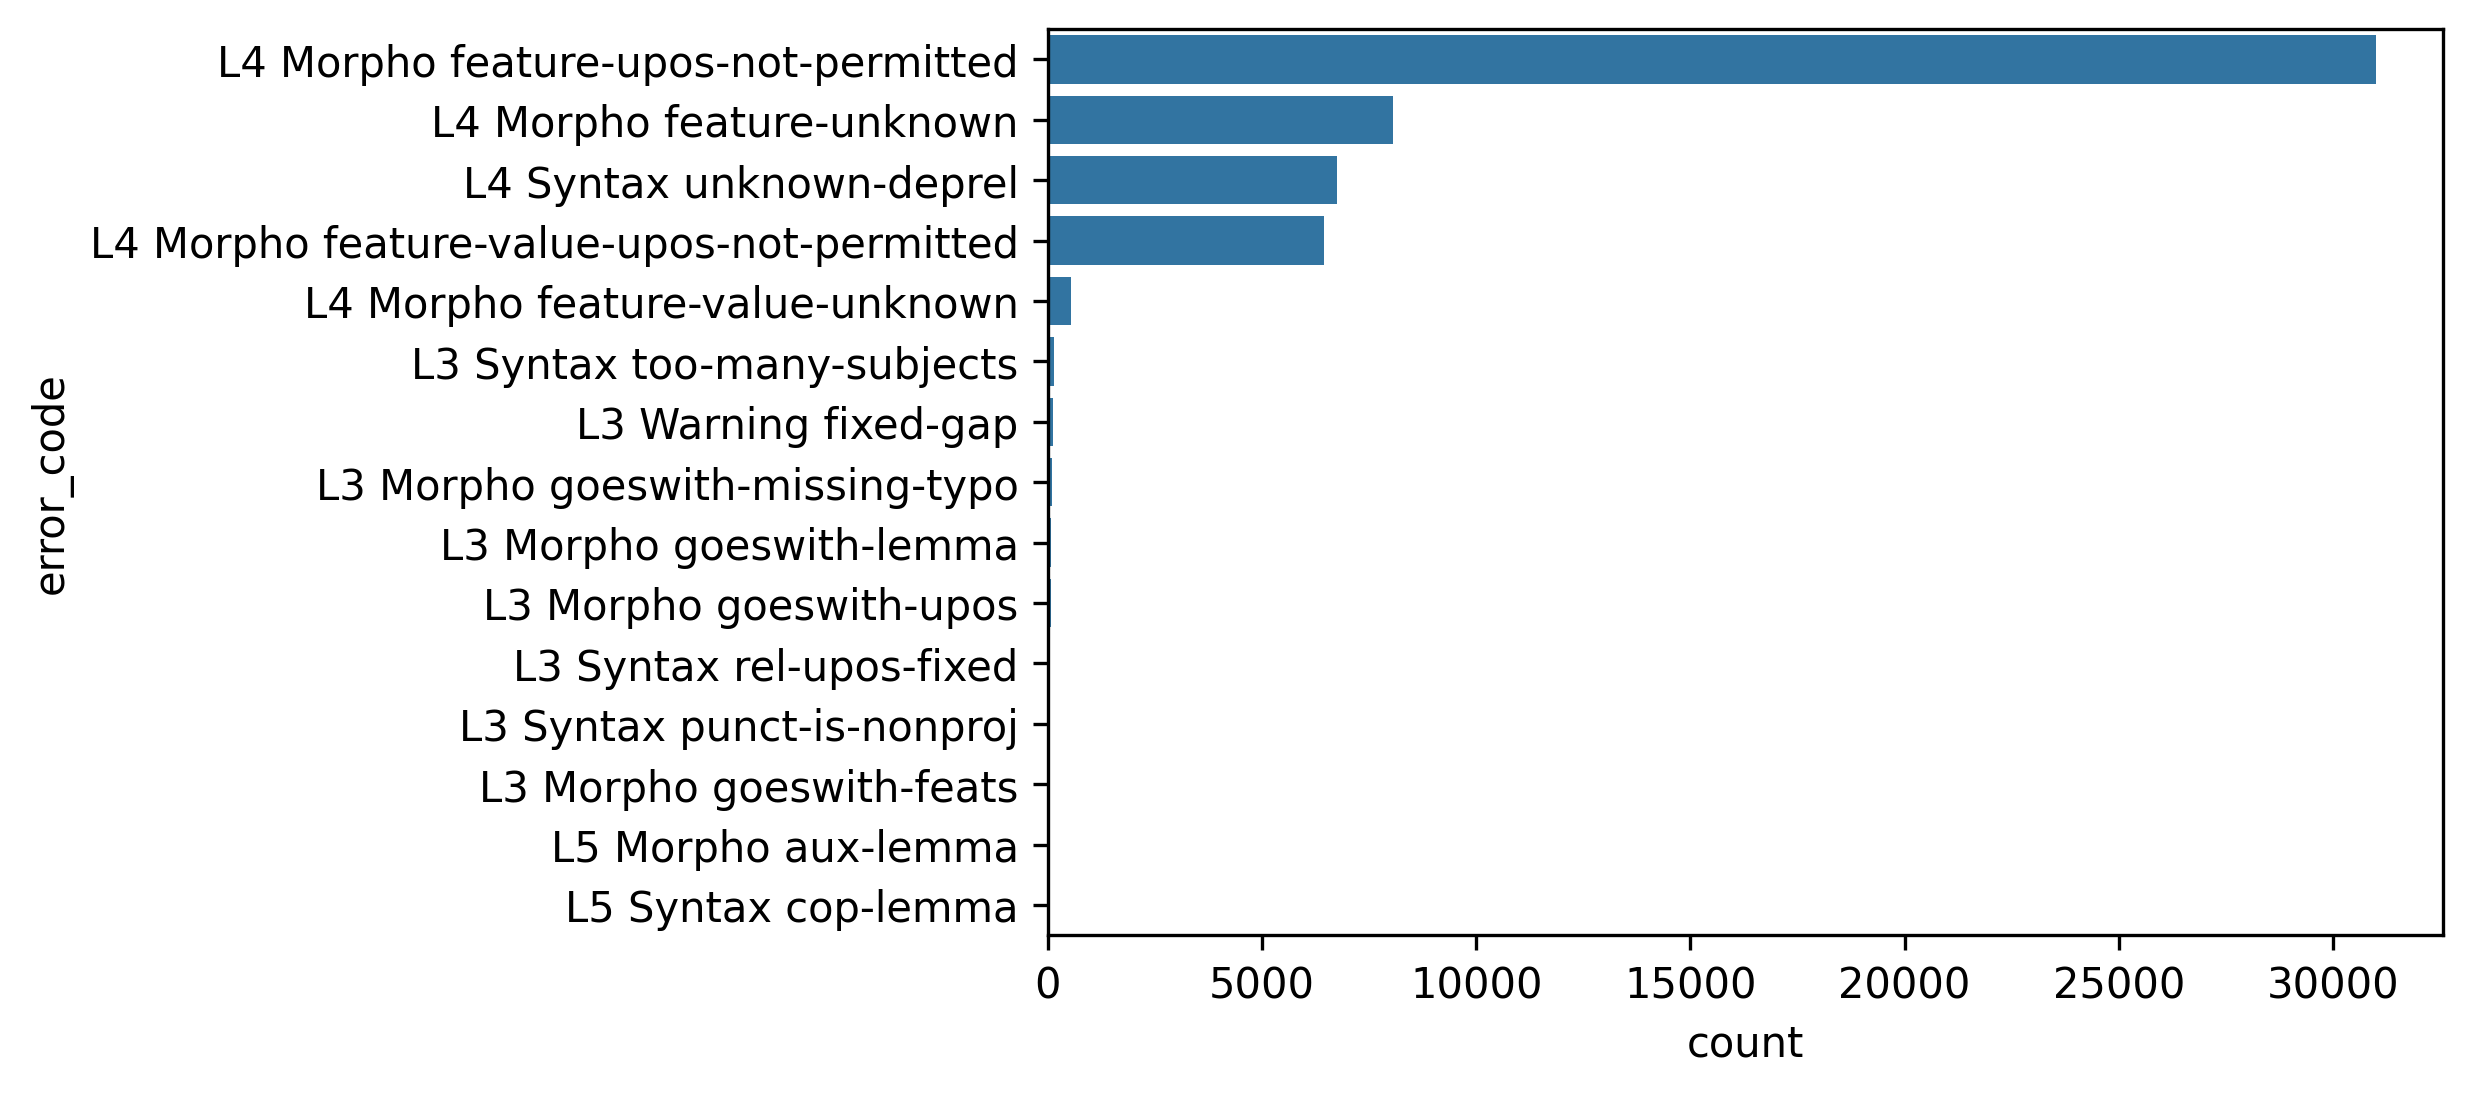 L4 Morpho feature-upos-not-permitted
L4 Morpho feature-unknown
L4 Syntax unknown-deprel
L4 Morpho feature-value-upos-not-permitted
L4 Morpho feature-value-unknown
L3 Syntax too-many-subjects
L3 Warning fixed-gap
L3 Morpho goeswith-missing-typo
L3 Morpho goeswith-lemma
L3 Morpho goeswith-upos
L3 Syntax rel-upos-fixed
L3 Syntax punct-is-nonproj
L3 Morpho goeswith-feats
L5 Morpho aux-lemma
L5 Syntax cop-lemma
error_code
0 5000 10000 15000 20000 25000 30000
count